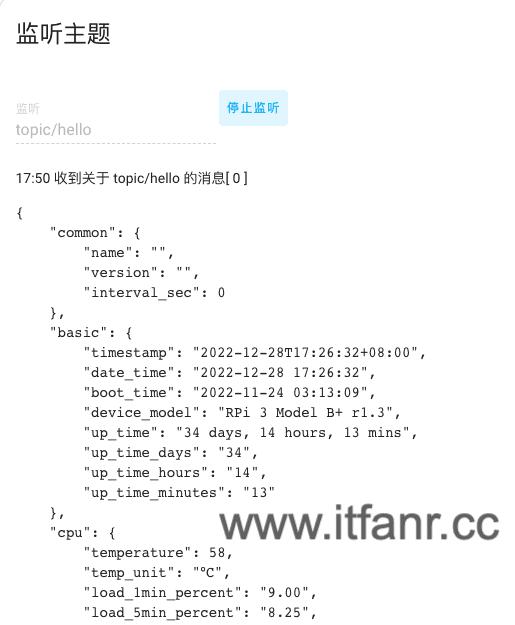 监听主题
监听
topic/hello
停止监听
17:50 收到关于 topic/hello 的消息[ 0 ]
{
    "common": {
        "name": "",
        "version": "",
        "interval_sec": 0
    },
    "basic": {
        "timestamp": "2022-12-28T17:26:32+08:00",
        "date_time": "2022-12-28 17:26:32",
        "boot_time": "2022-11-24 03:13:09",
        "device_model": "RPi 3 Model B+ r1.3",
        "up_time": "34 days, 14 hours, 13 mins",
        "up_time_days": "34",
        "up_time_hours": "14",
        "up_time_minutes": "13"
    },
    "cpu": {
        "temperature": 58,
        "temp_unit": "℃",
        "load_1min_percent": "9.00",
        "load_5min_percent": "8.25",
www.itfanr.cc